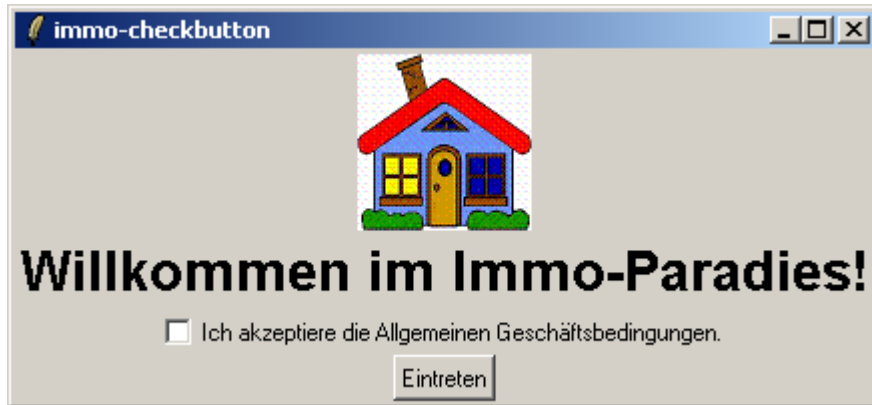 immo-checkbutton
Willkommen im Immo-Paradies!
Ich akzeptiere die Allgemeinen Geschäftsbedingungen.
Eintreten